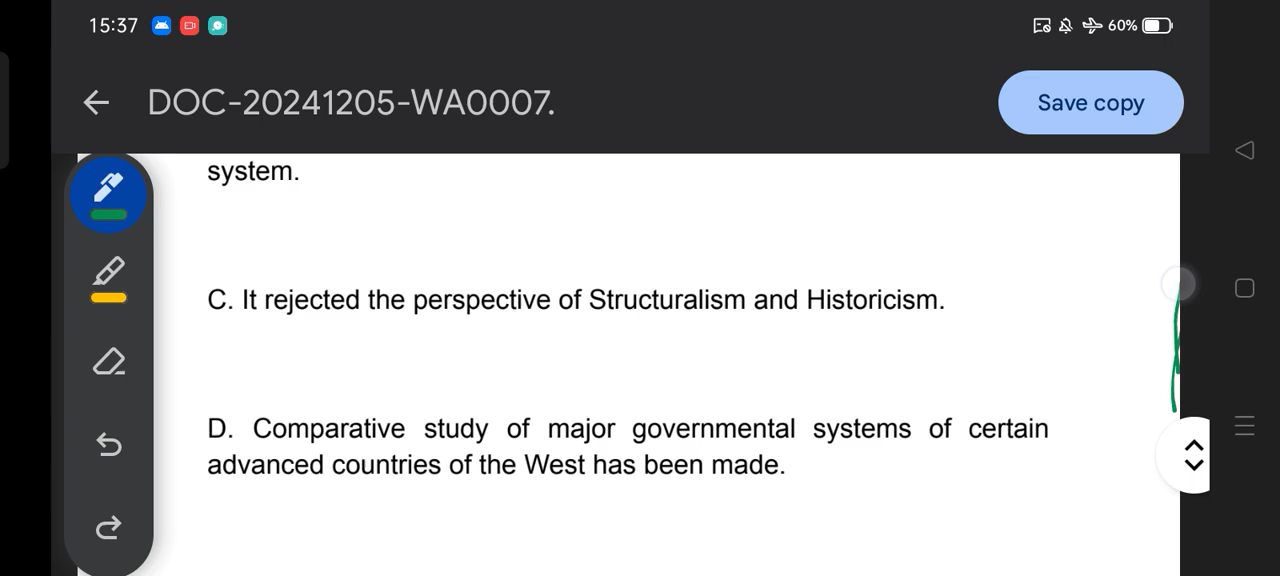 15:37
60%
DOC-20241205-WA0007.
Save copy
system.
C. It rejected the perspective of Structuralism and Historicism.
D. Comparative study of major governmental systems of certain
advanced countries of the West has been made.